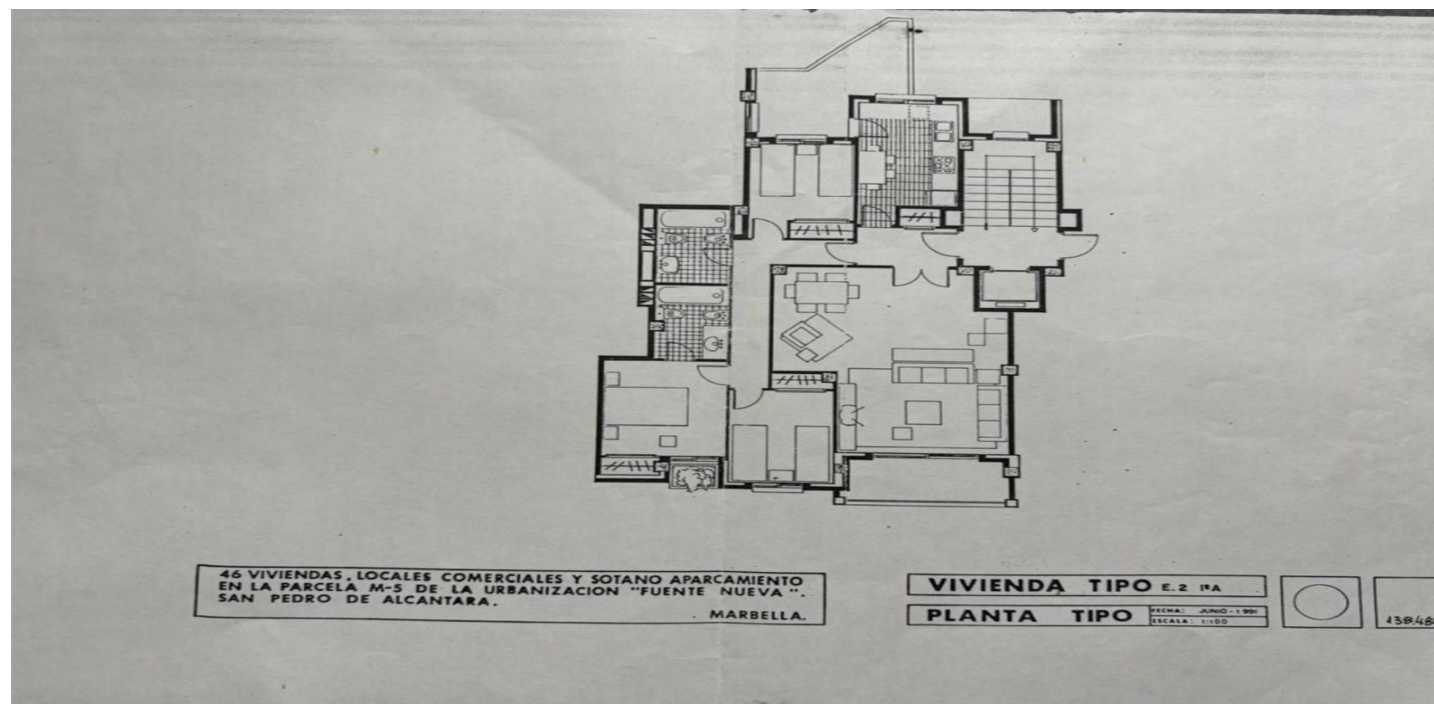 46 VIVIENDAS, LOCALES COMERCIALES Y SOTANO APARCAMIENTO
EN LA PARCELA M-5 DE LA URBANIZACION "FUENTE NUEVA".
SAN PEDRO DE ALCANTARA.
MARBELLA.
VIVIENDA TIPO E.2 1ºA
PLANTA TIPO
FECHA: JUNIO-1991
ESCALA: 1:100